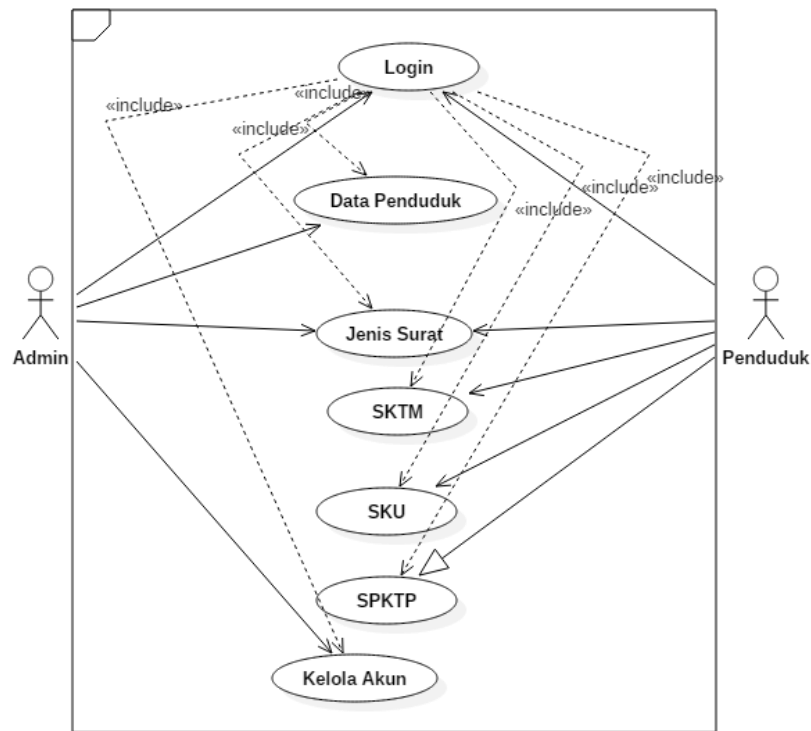 Login
«include»
«include»
«include»
«include»
«include»
«include»
Data Penduduk
Admin
Jenis Surat
Penduduk
SKTM
SKU
SPKTP
Kelola Akun